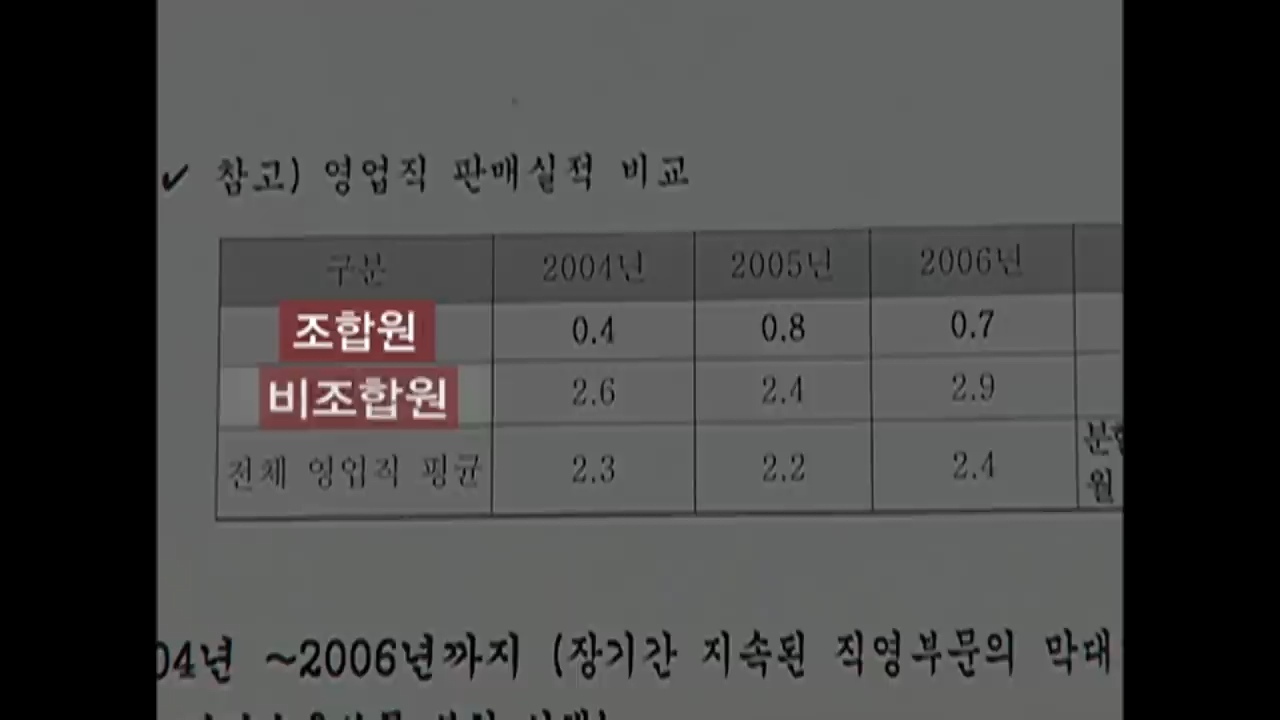 ✔ 참고) 영업직 판매실적 비교
구분 2004년 2005년 2006년
조합원 0.4 0.8 0.7
비조합원 2.6 2.4 2.9
전체 영업직 평균 2.3 2.2 2.4
월
04년 ~2006년까지 (장기간 지속된 직영부문의 막대